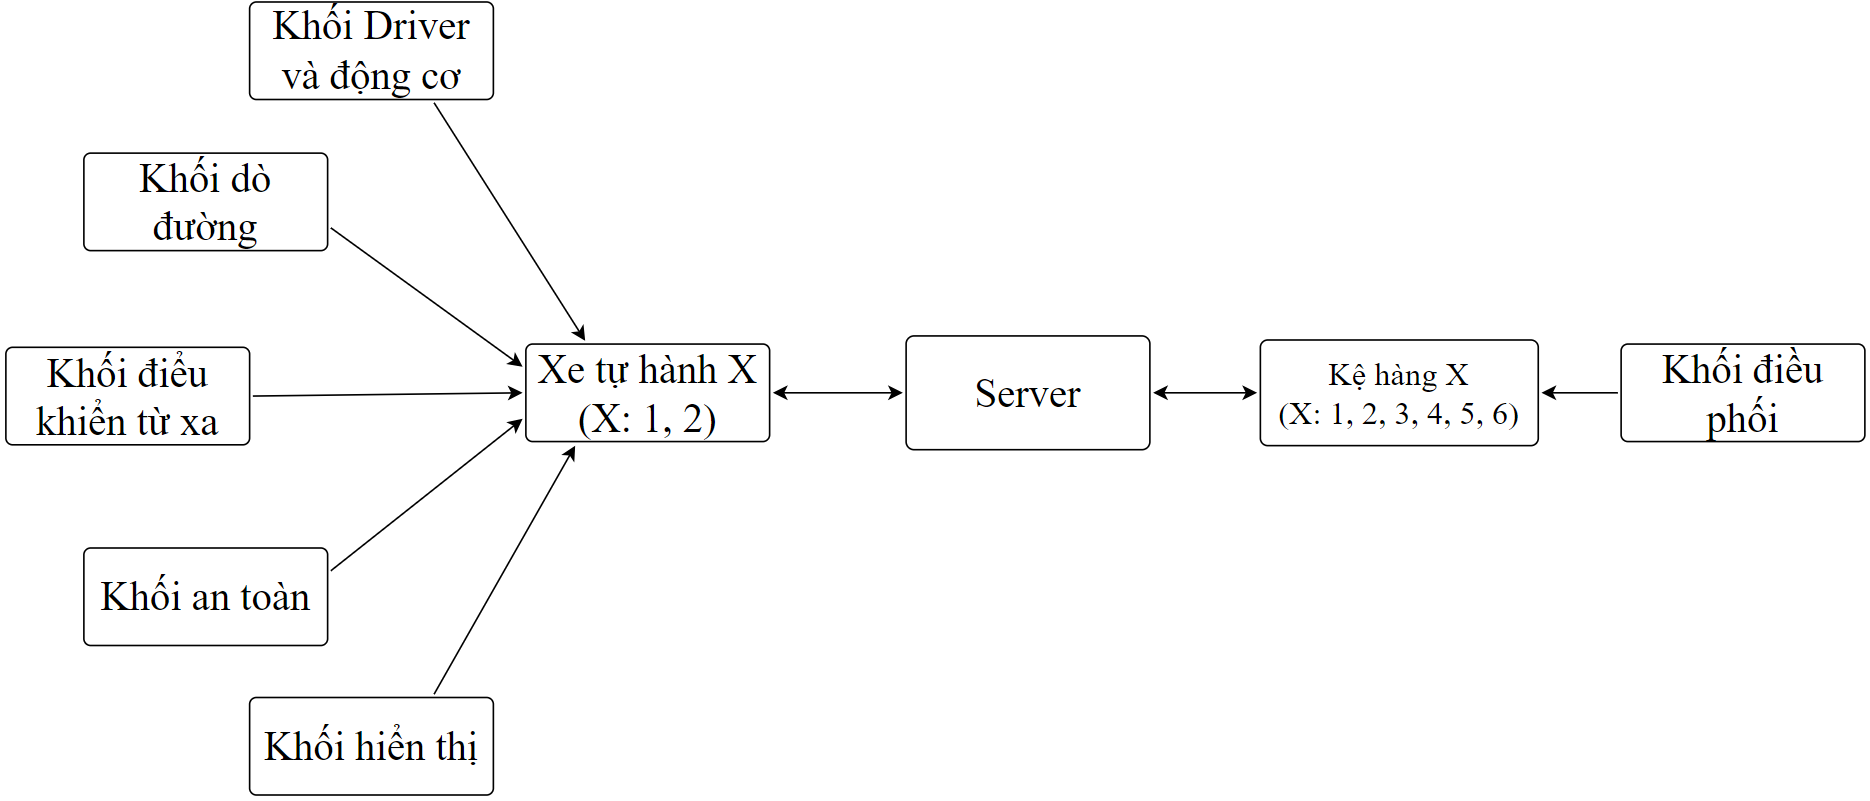 Khối Driver
và động cơ
Khối dò
đường
Khối điểu
khiển từ xa
Khối an toàn
Khối hiển thị
Xe tự hành X
(X: 1, 2)
Server
Kệ hàng X
(X: 1, 2, 3, 4, 5, 6)
Khối điều
phối